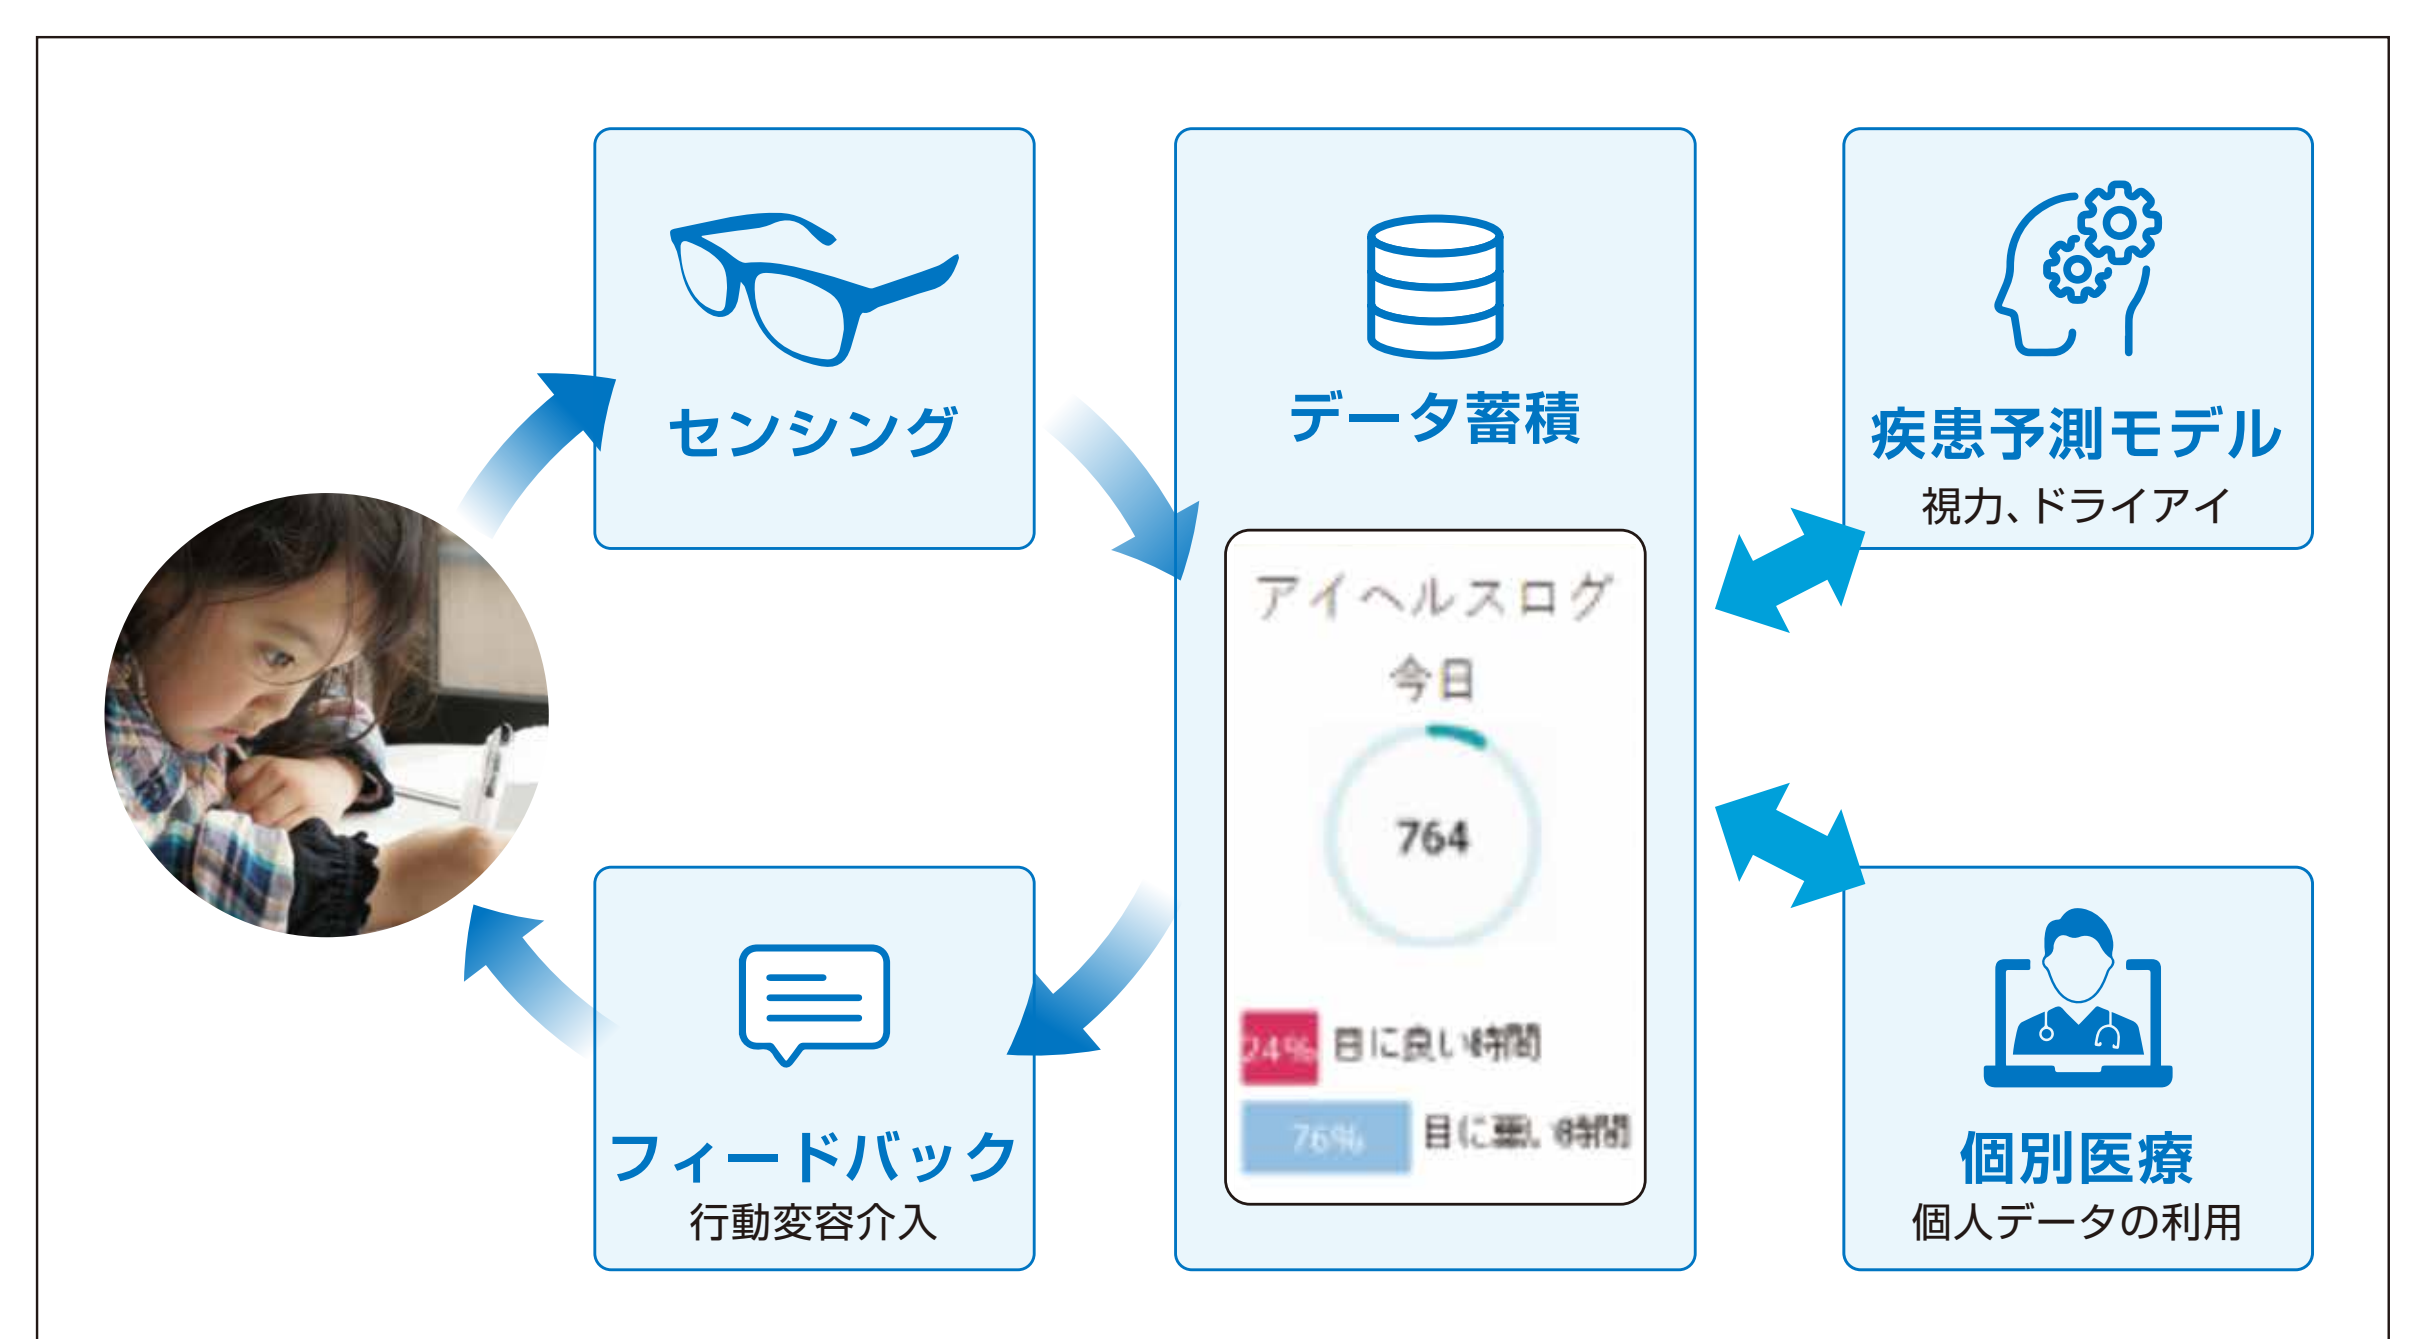 センシング
データ蓄積
アイヘルスログ
今日
764
24% 目に良い時間
76% 目に悪い時間
疾患予測モデル
視力、ドライアイ
フィードバック
行動変容介入
個別医療
個人データの利用